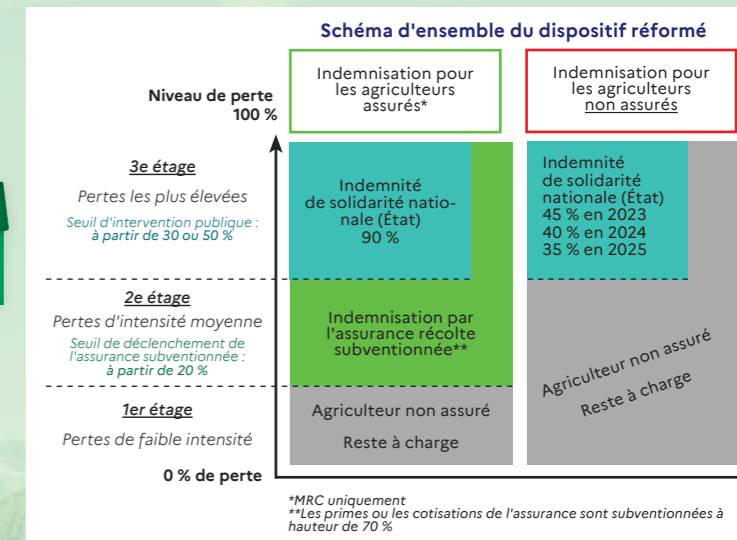 Schéma d'ensemble du dispositif réformé
Indemnisation pour
les agriculteurs
assurés*
Indemnisation pour
les agriculteurs
non assurés
Niveau de perte
100 %
3e étage
Pertes les plus élevées
Seuil d'intervention publique :
à partir de 30 ou 50 %
Indemnité
de solidarité natio-
nale (État)
90 %
Indemnité
de solidarité
nationale (État)
45 % en 2023
40 % en 2024
35 % en 2025
2e étage
Pertes d'intensité moyenne
Seuil de déclenchement de
l'assurance subventionnée :
à partir de 20 %
Indemnisation par
l'assurance récolte
subventionnée**
Agriculteur non assuré
Reste à charge
1er étage
Pertes de faible intensité
Agriculteur non assuré
Reste à charge
0 % de perte
*MRC uniquement
**Les primes ou les cotisations de l'assurance sont subventionnées à
hauteur de 70 %